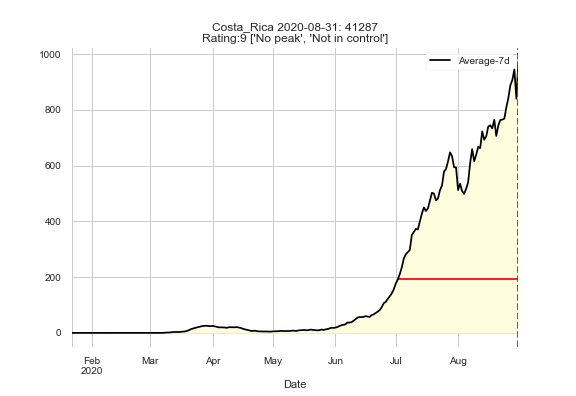 Costa_Rica 2020-08-31: 41287
Rating:9 ['No peak', 'Not in control']
Average-7d
1000
800
600
400
200
0
Feb Mar Apr May Jun Jul Aug
2020
Date